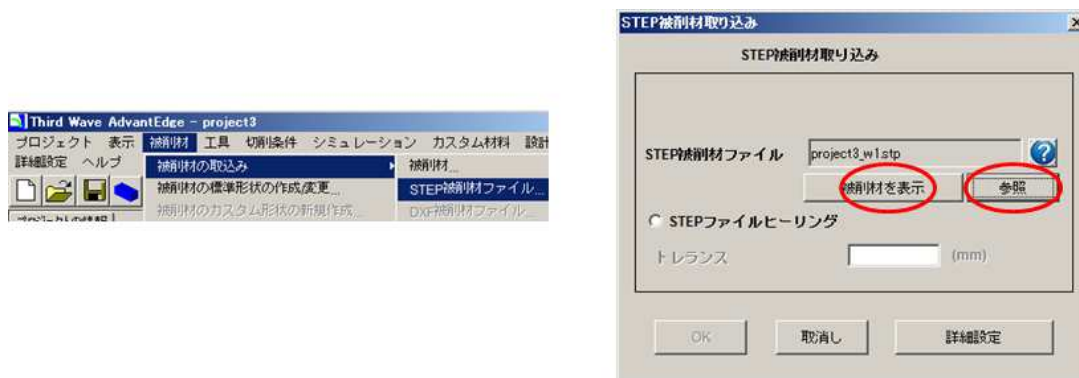 Third Wave AdvantEdge - project3
プロジェクト 表示 被削材 工具 切削条件 シミュレーション カスタム材料 設計
詳細設定 ヘルプ
被削材の取込み
被削材の標準形状の作成/変更...
被削材のカスタム形状の新規作成...
被削材...
STEP被削材ファイル...
DXF被削材ファイル...
プロジェクトの情報
STEP被削材取り込み
STEP被削材取り込み
STEP被削材ファイル project3_w1.stp
被削材を表示 参照
STEPファイルヒーリング
トレランス (mm)
OK 取消し 詳細設定